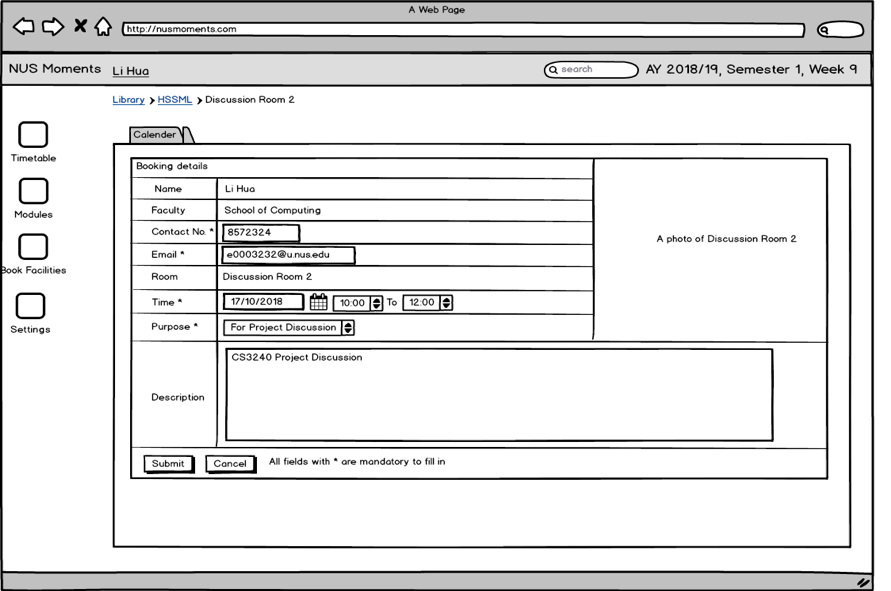 A Web Page
http://nusmoments.com
NUS Moments Li Hua search AY 2018/19, Semester 1, Week 9
Library HSSML Discussion Room 2
Calender
Timetable
Modules
Book Facilities
Settings
Booking details
Name Li Hua
Faculty School of Computing
Contact No. * 8572324
Email * e0003232@u.nus.edu
Room Discussion Room 2
Time * 17/10/2018 10:00 To 12:00
Purpose * For Project Discussion
A photo of Discussion Room 2
Description CS3240 Project Discussion
Submit Cancel All fields with * are mandatory to fill in